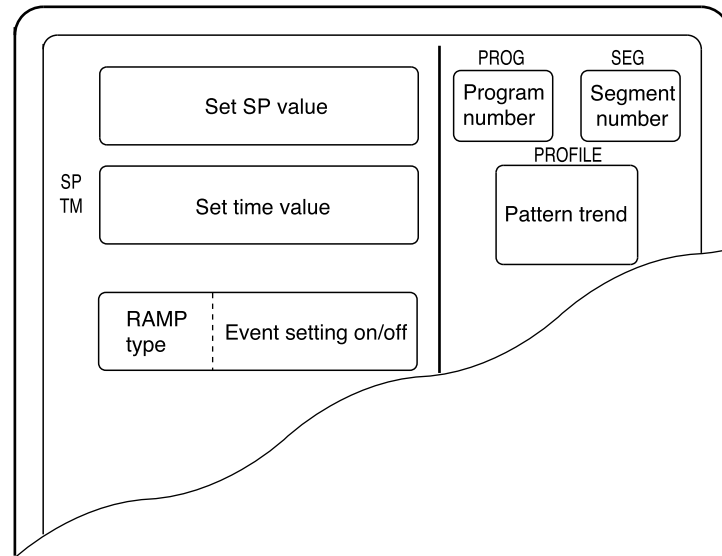 Set SP value
SP
TM
Set time value
RAMP
type
Event setting on/off
PROG
Program
number
SEG
Segment
number
PROFILE
Pattern trend